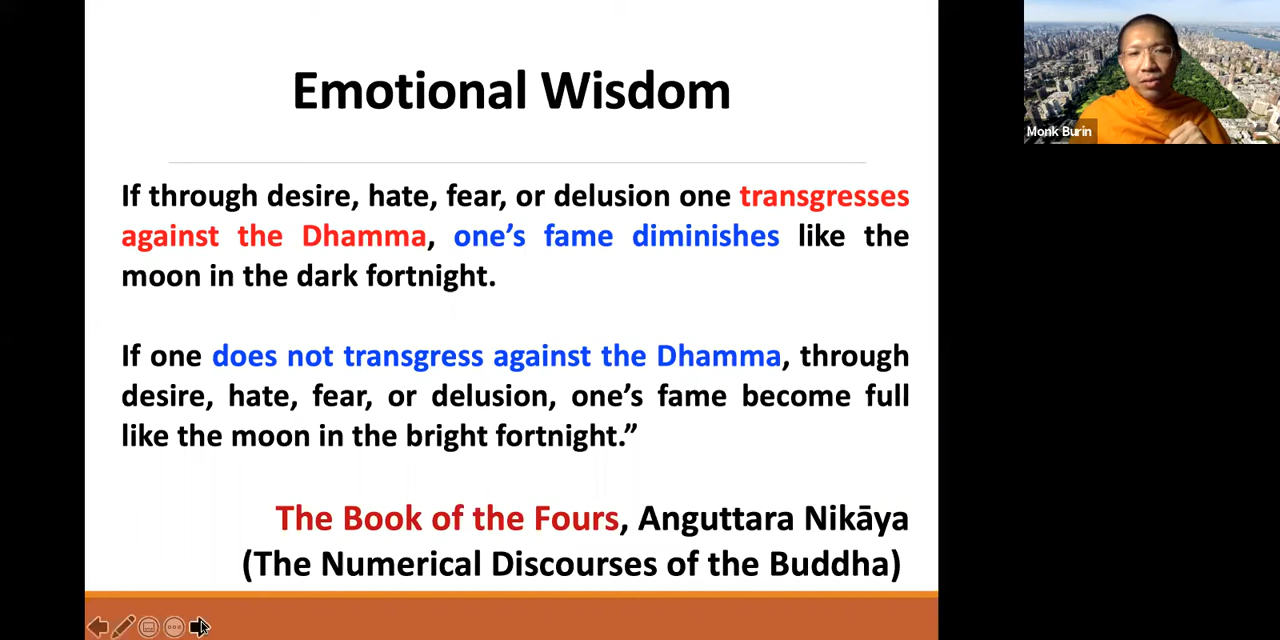 Emotional Wisdom
If through desire, hate, fear, or delusion one transgresses
against the Dhamma, one’s fame diminishes like the
moon in the dark fortnight.
If one does not transgress against the Dhamma, through
desire, hate, fear, or delusion, one’s fame become full
like the moon in the bright fortnight.”
The Book of the Fours, Anguttara Nikāya
(The Numerical Discourses of the Buddha)
Monk Burin